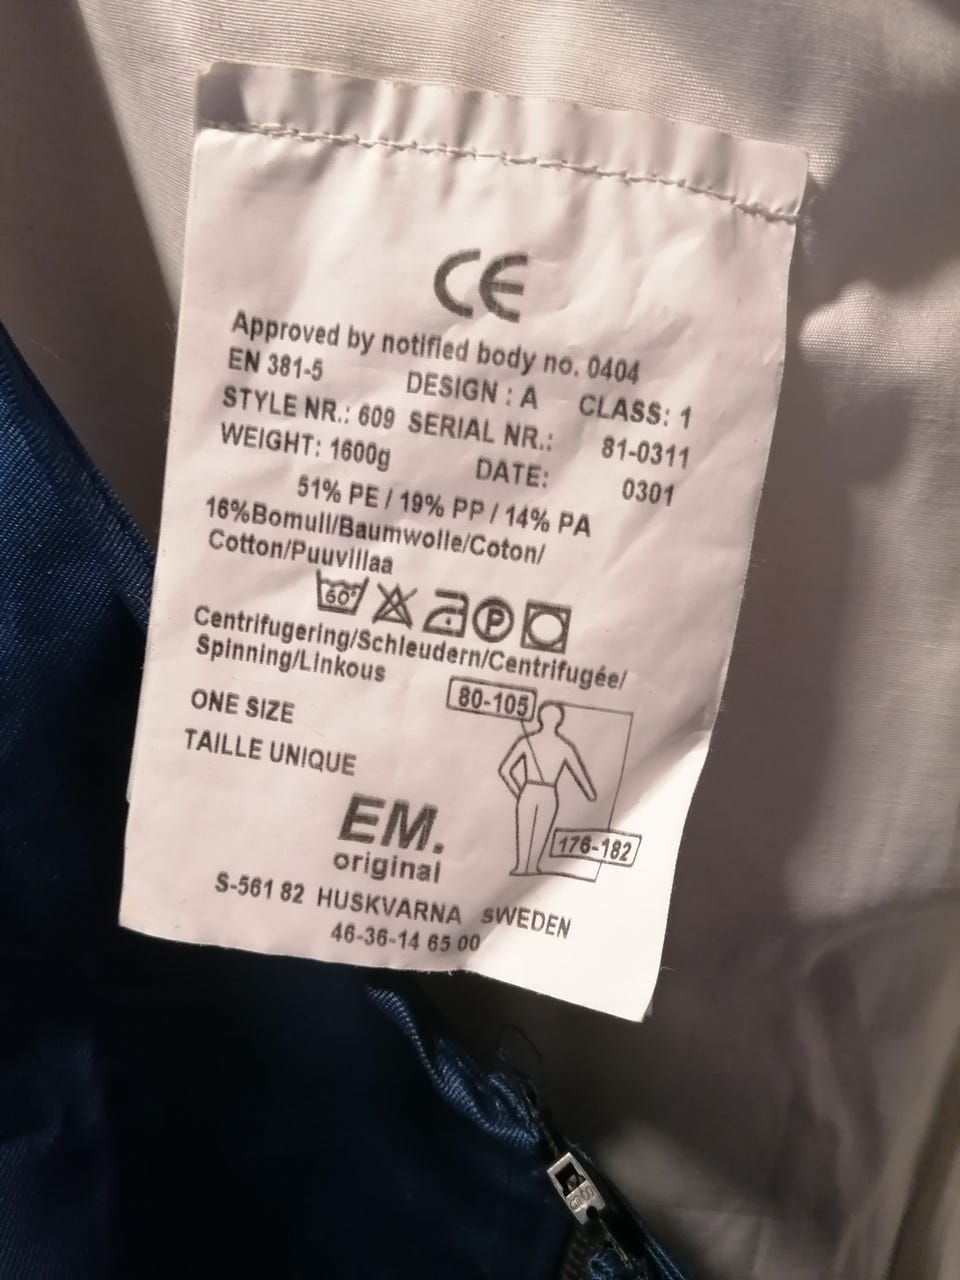 CE
Approved by notified body no. 0404
EN 381-5 DESIGN : A CLASS: 1
STYLE NR.: 609 SERIAL NR.: 81-0311
WEIGHT: 1600g DATE: 0301
51% PE / 19% PP / 14% PA
16%Bomull/Baumwolle/Coton/
Cotton/Puuvillaa
60° P
Centrifugering/Schleudern/Centrifugée/
Spinning/Linkous
80-105
ONE SIZE
TAILLE UNIQUE
176-182
EM.
original
S-561 82 HUSKVARNA SWEDEN
46-36-14 65 00